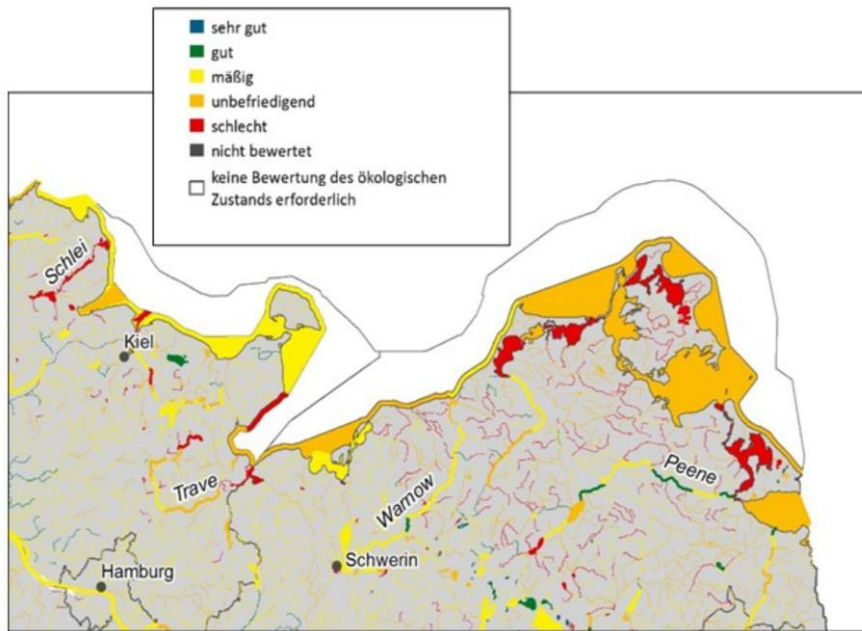 sehr gut
gut
mäßig
unbefriedigend
schlecht
nicht bewertet
keine Bewertung des ökologischen
Zustands erforderlich
Schlei
Kiel
Trave
Warnow
Peene
Schwerin
Hamburg